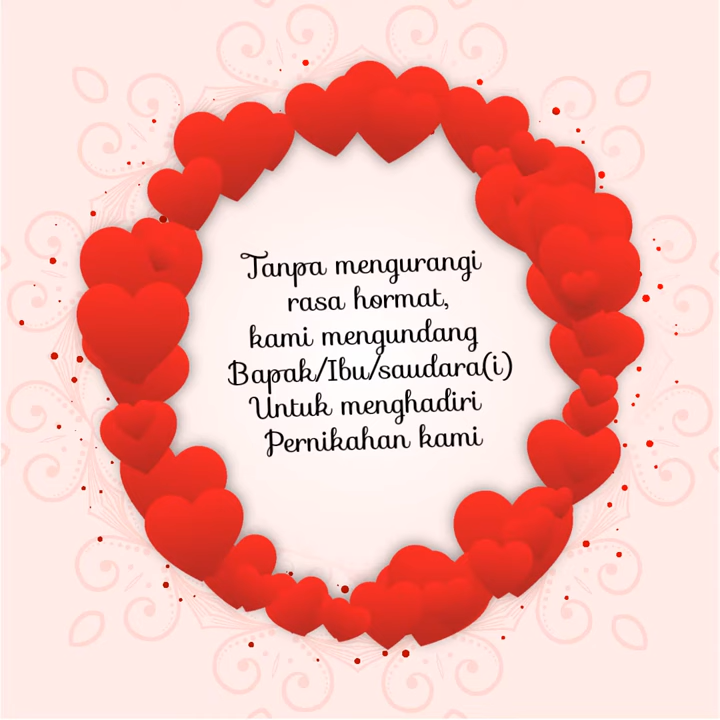 Tanpa mengurangi
rasa hormat,
kami mengundang
Bapak/Ibu/saudara(i)
Untuk menghadiri
Pernikahan kami